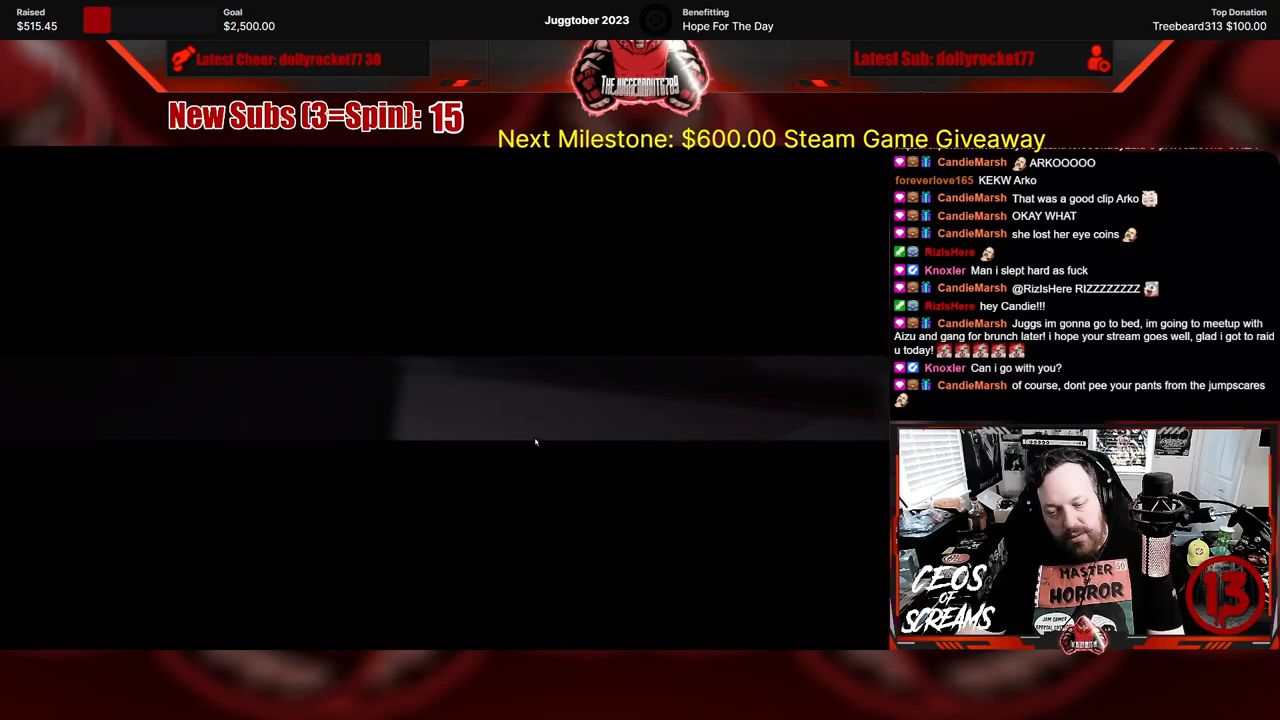 Raised
$515.45
Goal
$2,500.00
Juggtober 2023
Benefitting
Hope For The Day
Top Donation
Treebeard313 $100.00
Latest Cheer: dollyrocket77 30
THEJUGGERNAUT6789
Latest Sub: dollyrocket77
New Subs (3=Spin): 15
Next Milestone: $600.00 Steam Game Giveaway
CandieMarsh ARKOOOOO
foreverlove165 KEKW Arko
CandieMarsh That was a good clip Arko
CandieMarsh OKAY WHAT
CandieMarsh she lost her eye coins
RizIsHere
Knoxler Man i slept hard as fuck
CandieMarsh @RizIsHere RIZZZZZZZZ
RizIsHere hey Candie!!!
CandieMarsh Juggs im gonna go to bed, im going to meetup with
Aizu and gang for brunch later! i hope your stream goes well, glad i got to raid
u today!
Knoxler Can i go with you?
CandieMarsh of course, dont pee your pants from the jumpscares
CEOS
OF
SCREAMS
MASTER
OF
HORROR
13